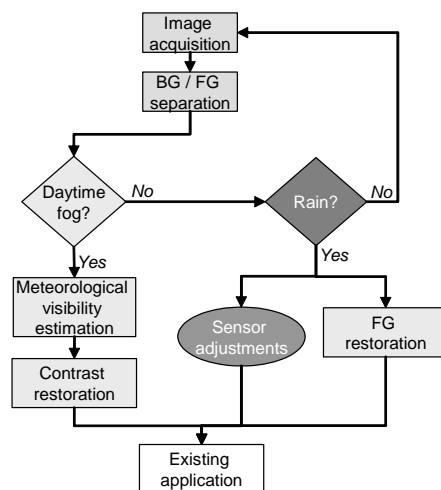 Image
acquisition
BG / FG
separation
Daytime
fog?
No
Rain?
No
Yes
Yes
Meteorological
visibility
estimation
Sensor
adjustments
FG
restoration
Contrast
restoration
Existing
application